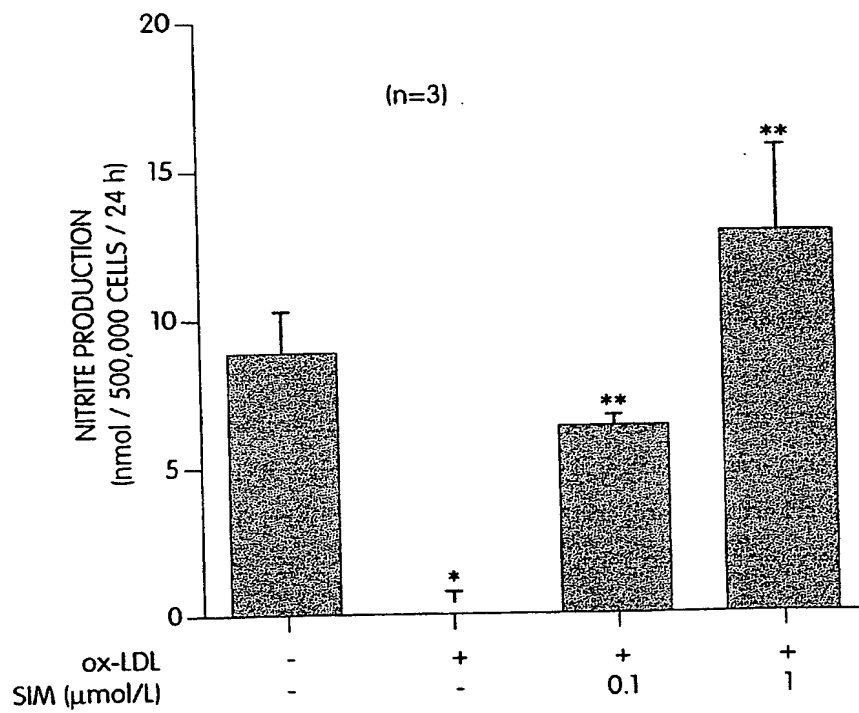 20
(n=3)
**
15
NITRITE PRODUCTION
(nmol / 500,000 CELLS / 24 h)
10
**
5
*
0
ox-LDL - + + +
SIM (μmol/L) - - 0.1 1